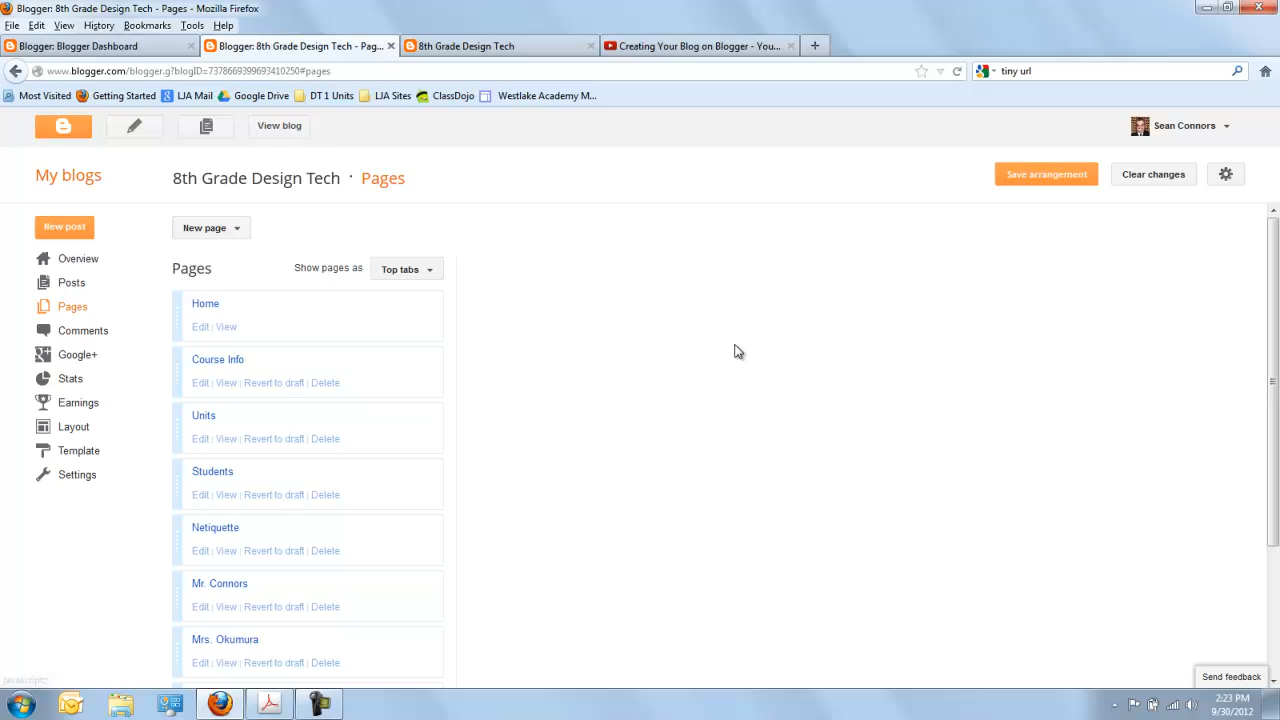 Blogger: 8th Grade Design Tech - Pages - Mozilla Firefox
File Edit View History Bookmarks Tools Help
Blogger: Blogger Dashboard
Blogger: 8th Grade Design Tech - Pag...
8th Grade Design Tech
Creating Your Blog on Blogger - You...
www.blogger.com/blogger.g?blogID=7378669399693410250#pages
tiny url
Most Visited Getting Started LJA Mail Google Drive DT 1 Units LJA Sites ClassDojo Westlake Academy M...
View blog
Sean Connors
My blogs
8th Grade Design Tech · Pages
Save arrangement
Clear changes
New post
New page
Overview
Posts
Pages
Comments
Google+
Stats
Earnings
Layout
Template
Settings
Pages
Show pages as
Top tabs
Home
Edit | View
Course Info
Edit | View | Revert to draft | Delete
Units
Edit | View | Revert to draft | Delete
Students
Edit | View | Revert to draft | Delete
Netiquette
Edit | View | Revert to draft | Delete
Mr. Connors
Edit | View | Revert to draft | Delete
Mrs. Okumura
Edit | View | Revert to draft | Delete
Send feedback
javascript:
2:23 PM
9/30/2012